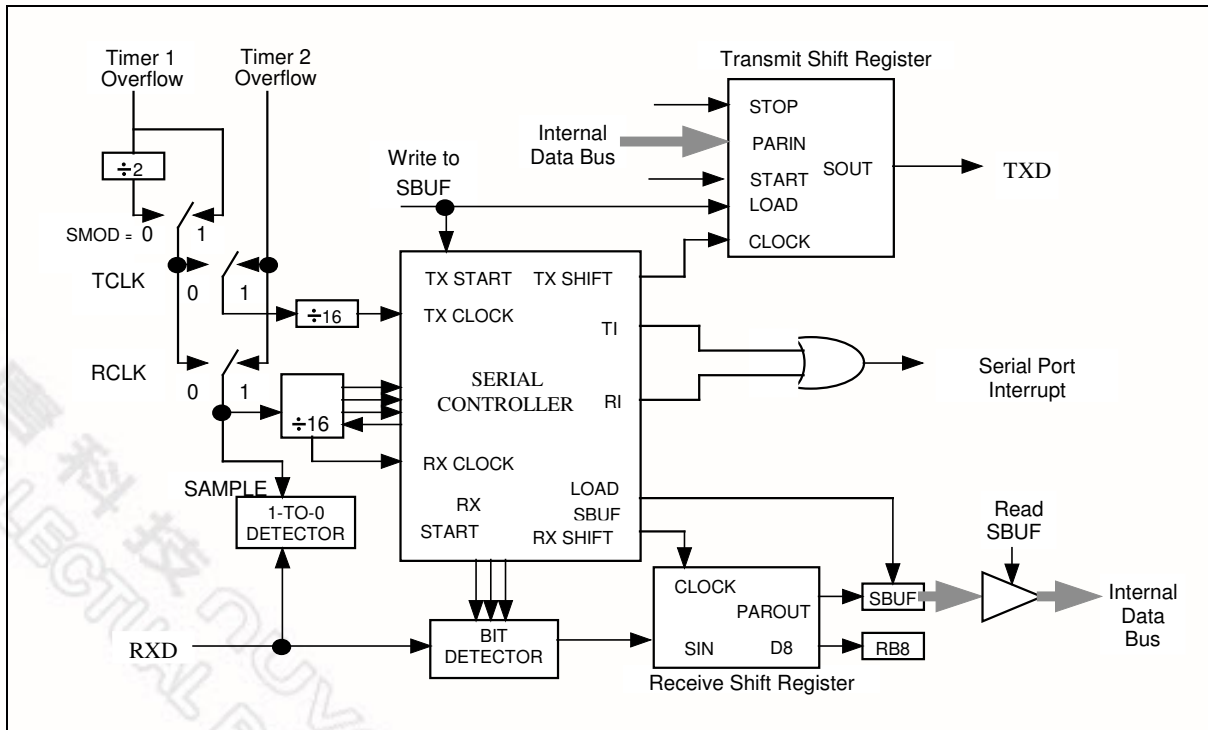 Timer 1
Overflow
Timer 2
Overflow
Transmit Shift Register
STOP
Internal
Data Bus
PARIN
SOUT
TXD
START
LOAD
CLOCK
÷2
Write to
SBUF
SMOD = 0 1
TCLK
0 1
÷16
TX START
TX SHIFT
TX CLOCK
TI
SERIAL
CONTROLLER
RI
Serial Port
Interrupt
RCLK
0 1
÷16
RX CLOCK
SAMPLE
1-TO-0
DETECTOR
RX
START
LOAD
SBUF
RX SHIFT
Read
SBUF
CLOCK
PAROUT
SBUF
Internal
Data
Bus
RXD
BIT
DETECTOR
SIN
D8
RB8
Receive Shift Register
科技